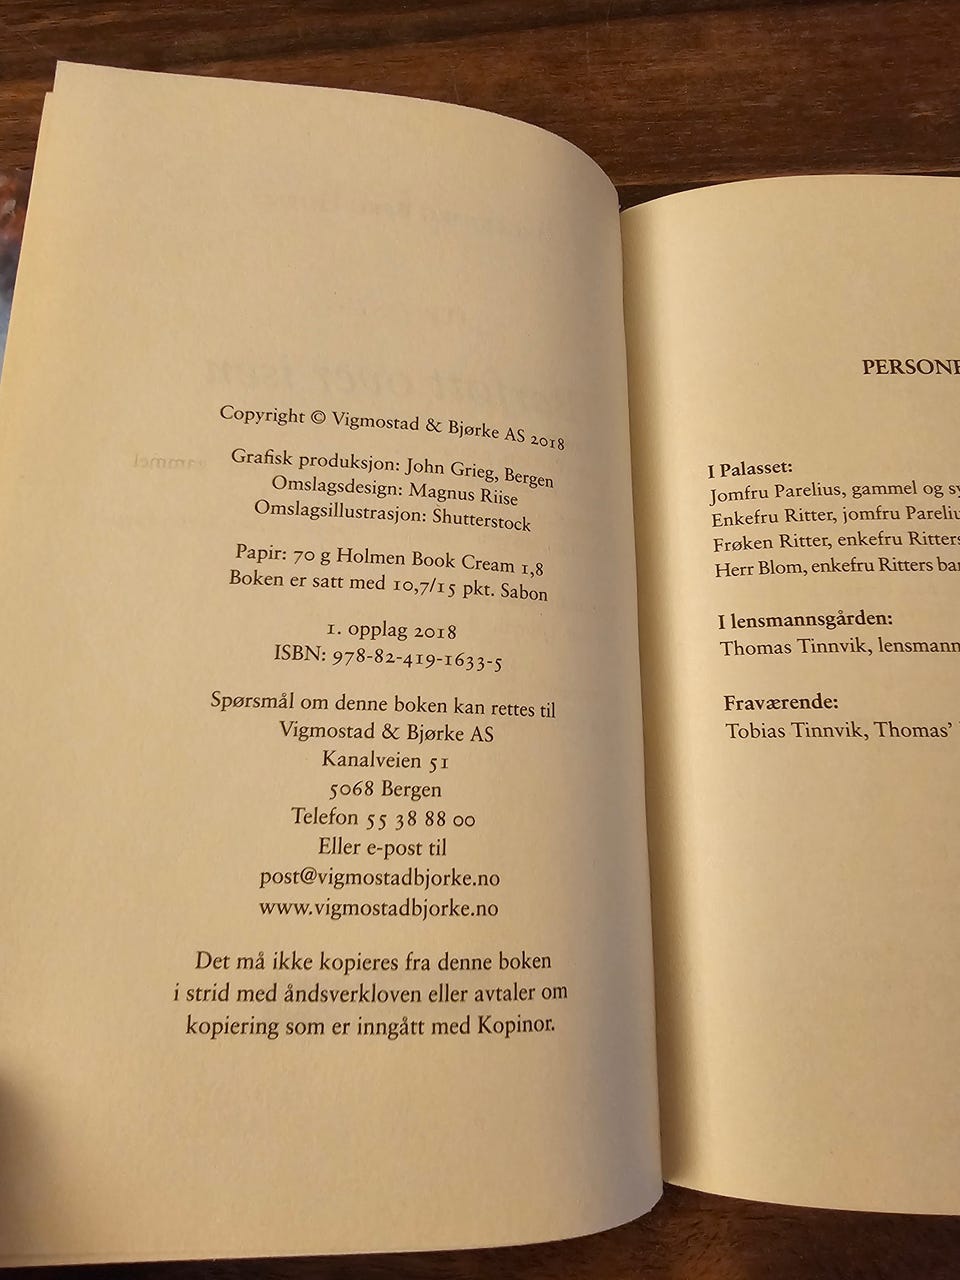 Copyright © Vigmostad & Bjørke AS 2018
Grafisk produksjon: John Grieg, Bergen
Omslagsdesign: Magnus Riise
Omslagsillustrasjon: Shutterstock
Papir: 70 g Holmen Book Cream 1,8
Boken er satt med 10,7/15 pkt. Sabon
1. opplag 2018
ISBN: 978-82-419-1633-5
Spørsmål om denne boken kan rettes til
Vigmostad & Bjørke AS
Kanalveien 51
5068 Bergen
Telefon 55 38 88 00
Eller e-post til
post@vigmostadbjorke.no
www.vigmostadbjorke.no
Det må ikke kopieres fra denne boken
i strid med åndsverkloven eller avtaler om
kopiering som er inngått med Kopinor.
PERSONE
I Palasset:
Jomfru Parelius, gammel og sy
Enkefru Ritter, jomfru Pareliu
Frøken Ritter, enkefru Ritters
Herr Blom, enkefru Ritters bar
I lensmannsgården:
Thomas Tinnvik, lensmann
Fraværende:
Tobias Tinnvik, Thomas'